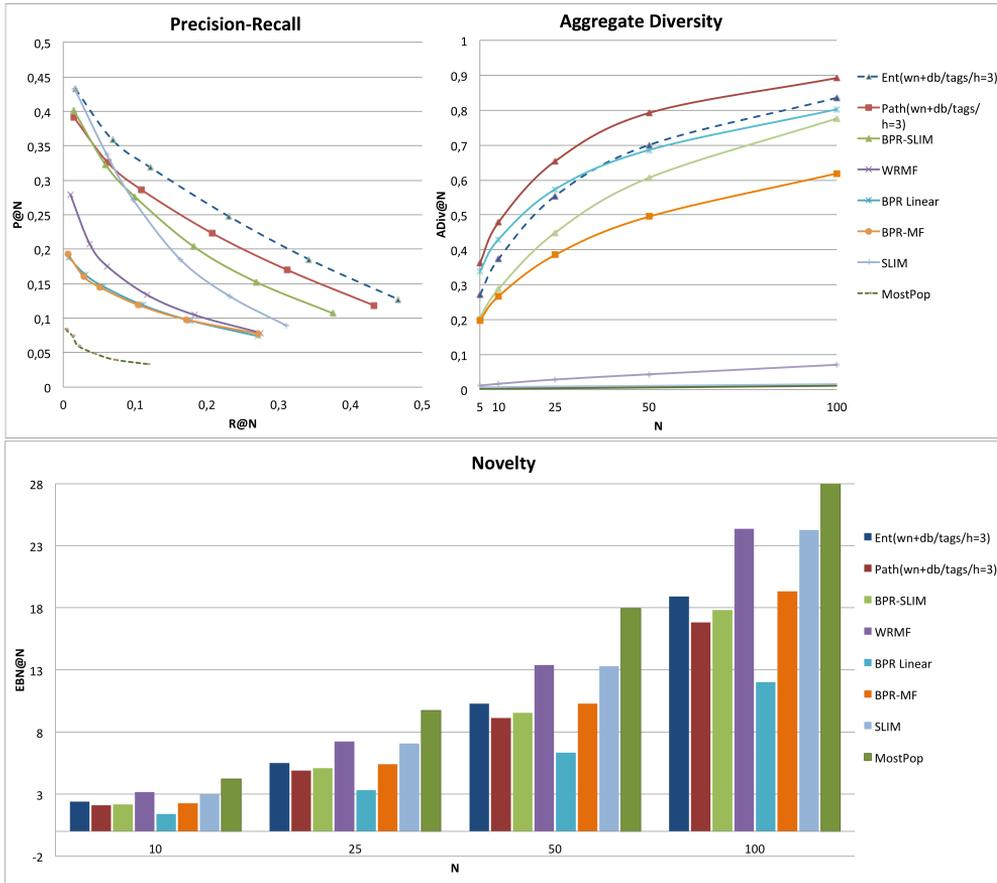 Precision-Recall
0,5
0,45
0,4
0,35
0,3
0,25
0,2
0,15
0,1
0,05
0
P@N
0
0,1
0,2
0,3
0,4
0,5
R@N
Aggregate Diversity
1
0,9
0,8
0,7
0,6
0,5
0,4
0,3
0,2
0,1
0
ADiv@N
5
10
25
50
100
N
Ent(wn+db/tags/h=3)
Path(wn+db/tags/
h=3)
BPR-SLIM
WRMF
BPR Linear
BPR-MF
SLIM
MostPop
Novelty
28
23
18
13
8
3
-2
EBN@N
10
25
50
100
N
Ent(wn+db/tags/h=3)
Path(wn+db/tags/h=3)
BPR-SLIM
WRMF
BPR Linear
BPR-MF
SLIM
MostPop